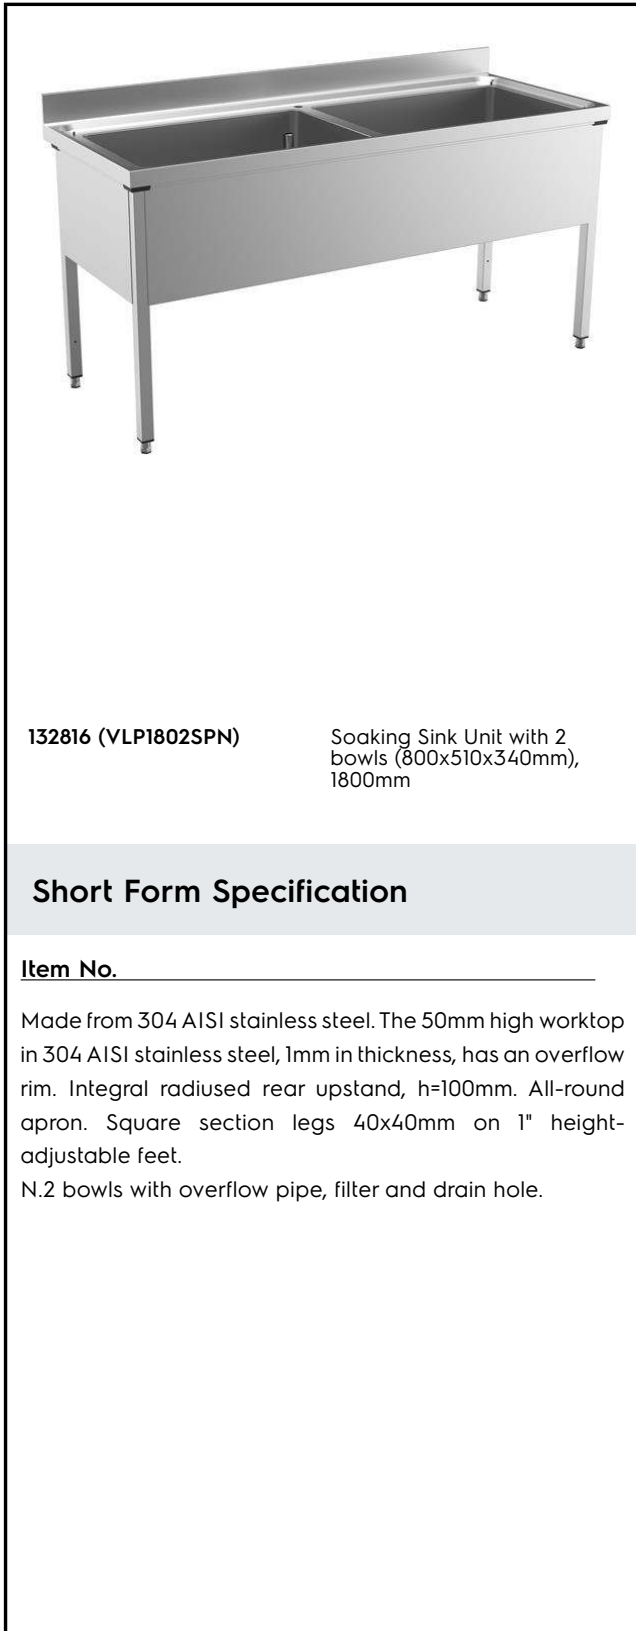 132816 (VLP1802SPN)
Soaking Sink Unit with 2
bowls (800x510x340mm),
1800mm
Short Form Specification
Item No.
Made from 304 AISI stainless steel. The 50mm high worktop
in 304 AISI stainless steel, 1mm in thickness, has an overflow
rim. Integral radiused rear upstand, h=100mm. All-round
apron. Square section legs 40x40mm on 1" height-
adjustable feet.
N.2 bowls with overflow pipe, filter and drain hole.